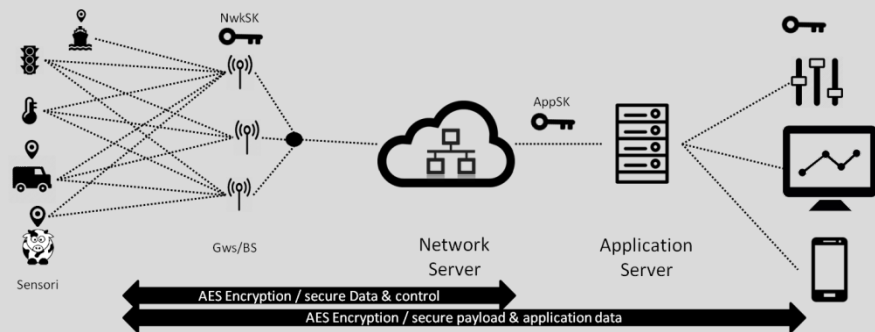 NwkSK
AppSK
Gws/BS
Network
Server
Application
Server
Sensori
AES Encryption / secure Data & control
AES Encryption / secure payload & application data